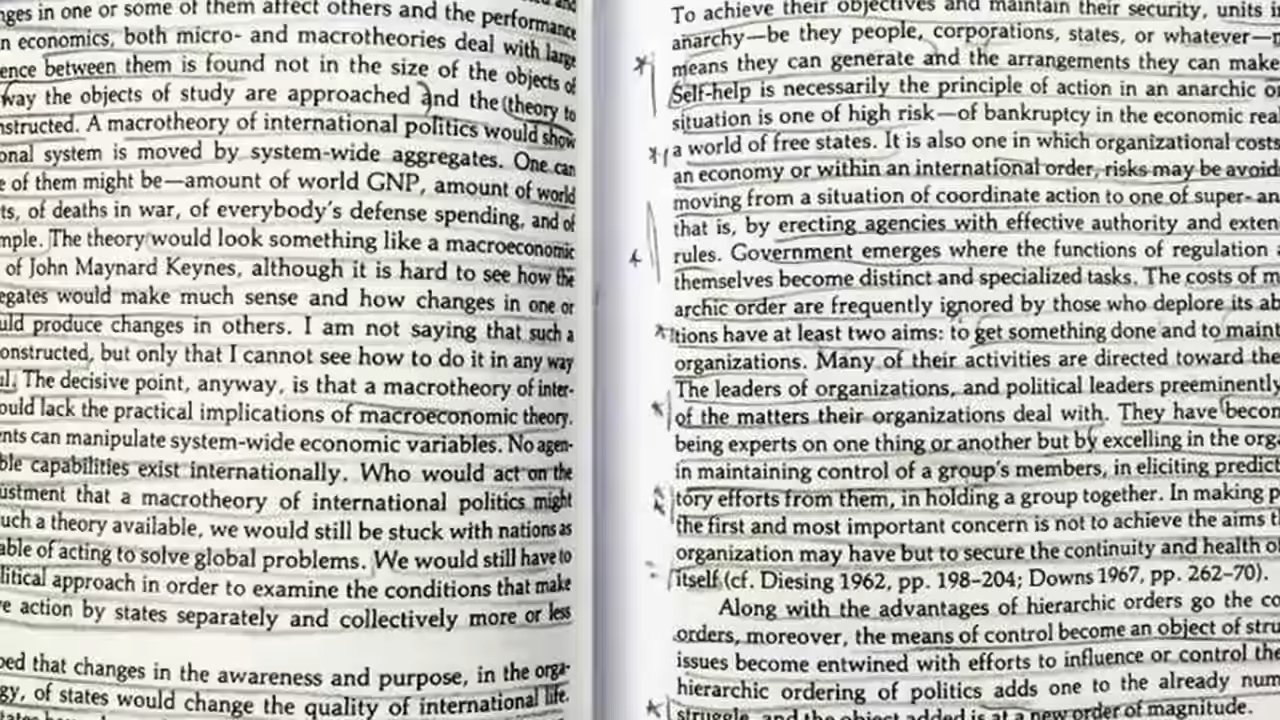 nges in one or some of them affect others and the performance
n economics, both micro- and macrotheories deal with large
ence between them is found not in the size of the objects of
way the objects of study are approached and the theory to
nstructed. A macrotheory of international politics would show
onal system is moved by system-wide aggregates. One can
e of them might be—amount of world GNP, amount of world
ts, of deaths in war, of everybody's defense spending, and of
mple. The theory would look something like a macroeconomic
of John Maynard Keynes, although it is hard to see how the
egates would make much sense and how changes in one or
uld produce changes in others. I am not saying that such a
onstructed, but only that I cannot see how to do it in any way
ul. The decisive point, anyway, is that a macrotheory of inter-
ould lack the practical implications of macroeconomic theory.
nts can manipulate system-wide economic variables. No agen-
ble capabilities exist internationally. Who would act on the
ustment that a macrotheory of international politics might
uch a theory available, we would still be stuck with nations as
able of acting to solve global problems. We would still have to
litical approach in order to examine the conditions that make
e action by states separately and collectively more or less
ped that changes in the awareness and purpose, in the orga-
gy, of states would change the quality of international life.
To achieve their objectives and maintain their security, units i
anarchy—be they people, corporations, states, or whatever—
means they can generate and the arrangements they can make
Self-help is necessarily the principle of action in an anarchic o
situation is one of high risk—of bankruptcy in the economic rea
a world of free states. It is also one in which organizational costs
an economy or within an international order, risks may be avoid
moving from a situation of coordinate action to one of super- an
that is, by erecting agencies with effective authority and exten
rules. Government emerges where the functions of regulation
themselves become distinct and specialized tasks. The costs of m
archic order are frequently ignored by those who deplore its ab
tions have at least two aims: to get something done and to maint
organizations. Many of their activities are directed toward the
The leaders of organizations, and political leaders preeminently
of the matters their organizations deal with. They have becom
being experts on one thing or another but by excelling in the orga
in maintaining control of a group's members, in eliciting predict
tory efforts from them, in holding a group together. In making p
the first and most important concern is not to achieve the aims t
organization may have but to secure the continuity and health of
itself (cf. Diesing 1962, pp. 198–204; Downs 1967, pp. 262–70).
Along with the advantages of hierarchic orders go the co
orders, moreover, the means of control become an object of stru
issues become entwined with efforts to influence or control the
hierarchic ordering of politics adds one to the already num
struggle, and the object added is at a new order of magnitude.